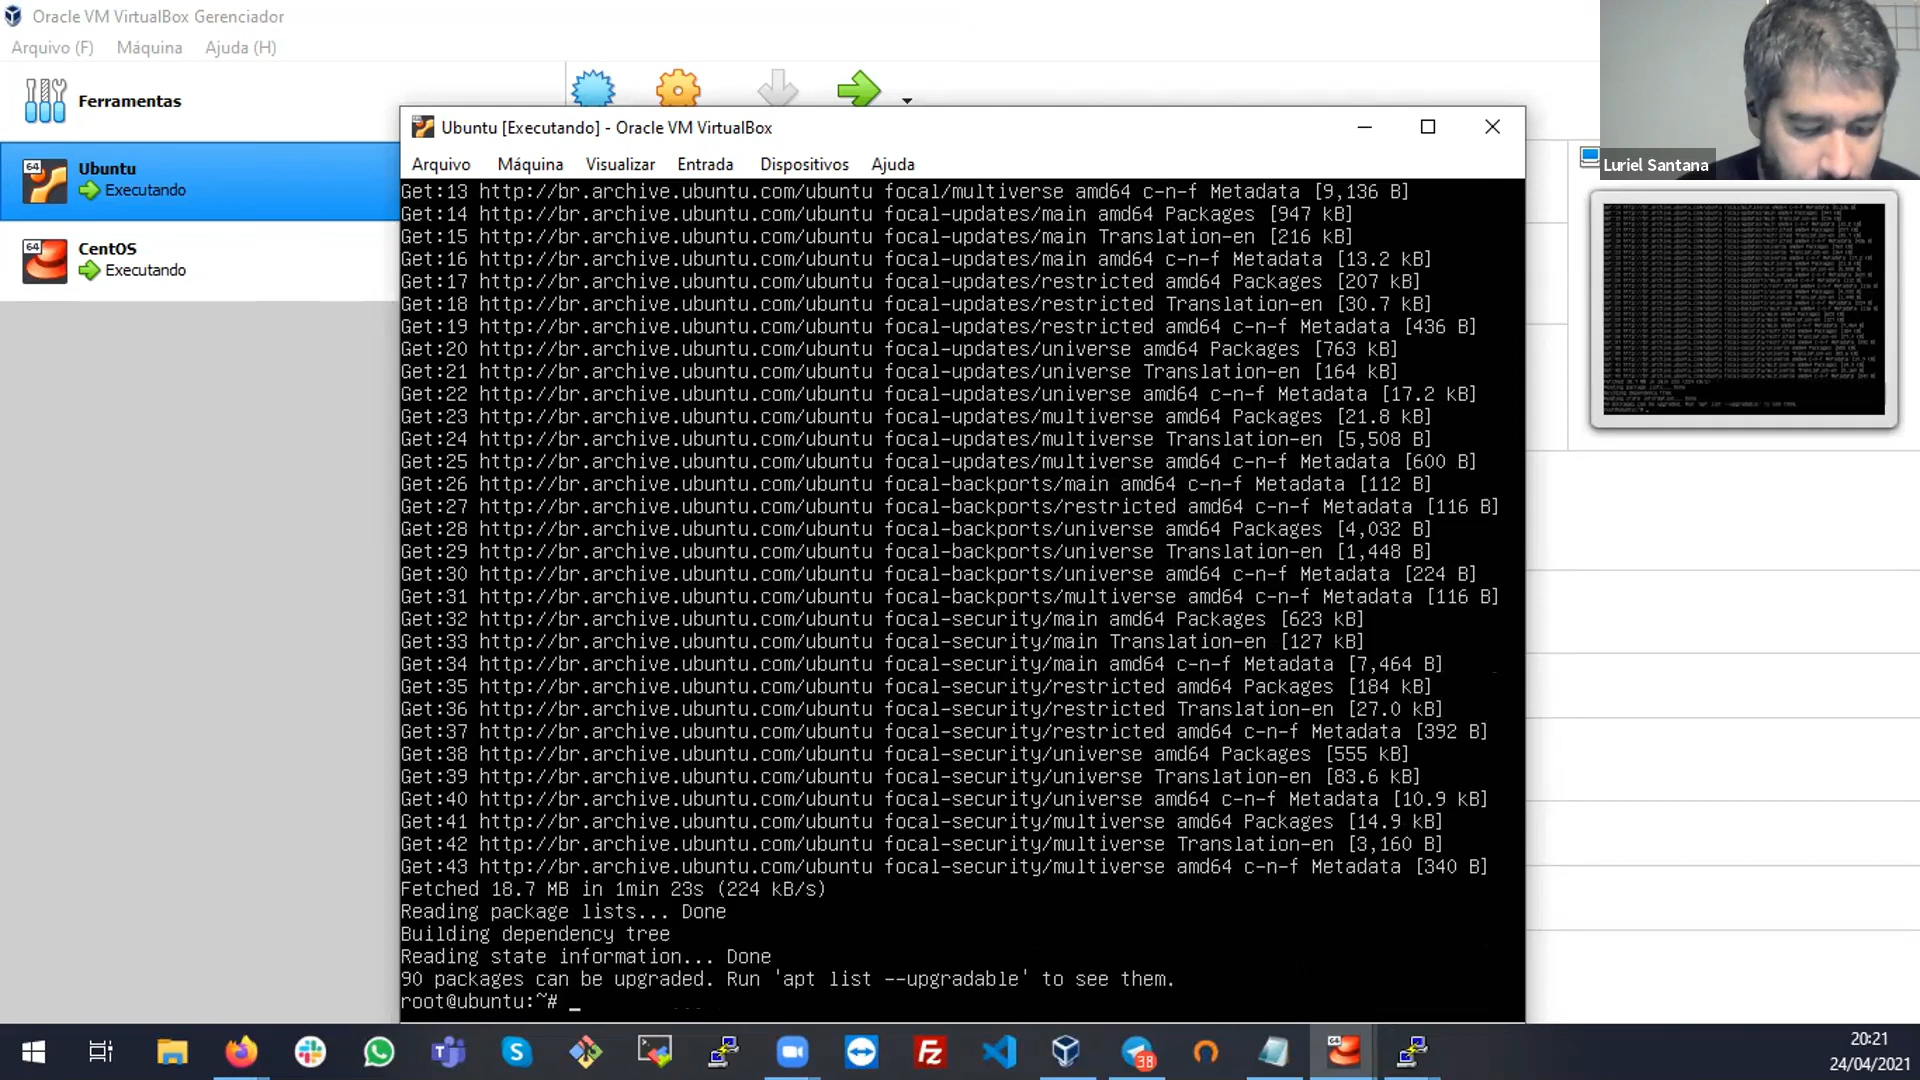 Oracle VM VirtualBox Gerenciador
Arquivo (F) Máquina Ajuda (H)
Ferramentas
64
Ubuntu
Executando
64
CentOS
Executando
Ubuntu [Executando] - Oracle VM VirtualBox
Arquivo Máquina Visualizar Entrada Dispositivos Ajuda
Get:13 http://br.archive.ubuntu.com/ubuntu focal/multiverse amd64 c-n-f Metadata [9,136 B]
Get:14 http://br.archive.ubuntu.com/ubuntu focal-updates/main amd64 Packages [947 kB]
Get:15 http://br.archive.ubuntu.com/ubuntu focal-updates/main Translation-en [216 kB]
Get:16 http://br.archive.ubuntu.com/ubuntu focal-updates/main amd64 c-n-f Metadata [13.2 kB]
Get:17 http://br.archive.ubuntu.com/ubuntu focal-updates/restricted amd64 Packages [207 kB]
Get:18 http://br.archive.ubuntu.com/ubuntu focal-updates/restricted Translation-en [30.7 kB]
Get:19 http://br.archive.ubuntu.com/ubuntu focal-updates/restricted amd64 c-n-f Metadata [436 B]
Get:20 http://br.archive.ubuntu.com/ubuntu focal-updates/universe amd64 Packages [763 kB]
Get:21 http://br.archive.ubuntu.com/ubuntu focal-updates/universe Translation-en [164 kB]
Get:22 http://br.archive.ubuntu.com/ubuntu focal-updates/universe amd64 c-n-f Metadata [17.2 kB]
Get:23 http://br.archive.ubuntu.com/ubuntu focal-updates/multiverse amd64 Packages [21.8 kB]
Get:24 http://br.archive.ubuntu.com/ubuntu focal-updates/multiverse Translation-en [5,508 B]
Get:25 http://br.archive.ubuntu.com/ubuntu focal-updates/multiverse amd64 c-n-f Metadata [600 B]
Get:26 http://br.archive.ubuntu.com/ubuntu focal-backports/main amd64 c-n-f Metadata [112 B]
Get:27 http://br.archive.ubuntu.com/ubuntu focal-backports/restricted amd64 c-n-f Metadata [116 B]
Get:28 http://br.archive.ubuntu.com/ubuntu focal-backports/universe amd64 Packages [4,032 B]
Get:29 http://br.archive.ubuntu.com/ubuntu focal-backports/universe Translation-en [1,448 B]
Get:30 http://br.archive.ubuntu.com/ubuntu focal-backports/universe amd64 c-n-f Metadata [224 B]
Get:31 http://br.archive.ubuntu.com/ubuntu focal-backports/multiverse amd64 c-n-f Metadata [116 B]
Get:32 http://br.archive.ubuntu.com/ubuntu focal-security/main amd64 Packages [623 kB]
Get:33 http://br.archive.ubuntu.com/ubuntu focal-security/main Translation-en [127 kB]
Get:34 http://br.archive.ubuntu.com/ubuntu focal-security/main amd64 c-n-f Metadata [7,464 B]
Get:35 http://br.archive.ubuntu.com/ubuntu focal-security/restricted amd64 Packages [184 kB]
Get:36 http://br.archive.ubuntu.com/ubuntu focal-security/restricted Translation-en [27.0 kB]
Get:37 http://br.archive.ubuntu.com/ubuntu focal-security/restricted amd64 c-n-f Metadata [392 B]
Get:38 http://br.archive.ubuntu.com/ubuntu focal-security/universe amd64 Packages [555 kB]
Get:39 http://br.archive.ubuntu.com/ubuntu focal-security/universe Translation-en [83.6 kB]
Get:40 http://br.archive.ubuntu.com/ubuntu focal-security/universe amd64 c-n-f Metadata [10.9 kB]
Get:41 http://br.archive.ubuntu.com/ubuntu focal-security/multiverse amd64 Packages [14.9 kB]
Get:42 http://br.archive.ubuntu.com/ubuntu focal-security/multiverse Translation-en [3,160 B]
Get:43 http://br.archive.ubuntu.com/ubuntu focal-security/multiverse amd64 c-n-f Metadata [340 B]
Fetched 18.7 MB in 1min 23s (224 kB/s)
Reading package lists... Done
Building dependency tree
Reading state information... Done
90 packages can be upgraded. Run 'apt list --upgradable' to see them.
root@ubuntu:~# _
Luriel Santana
38
64
20:21
24/04/2021